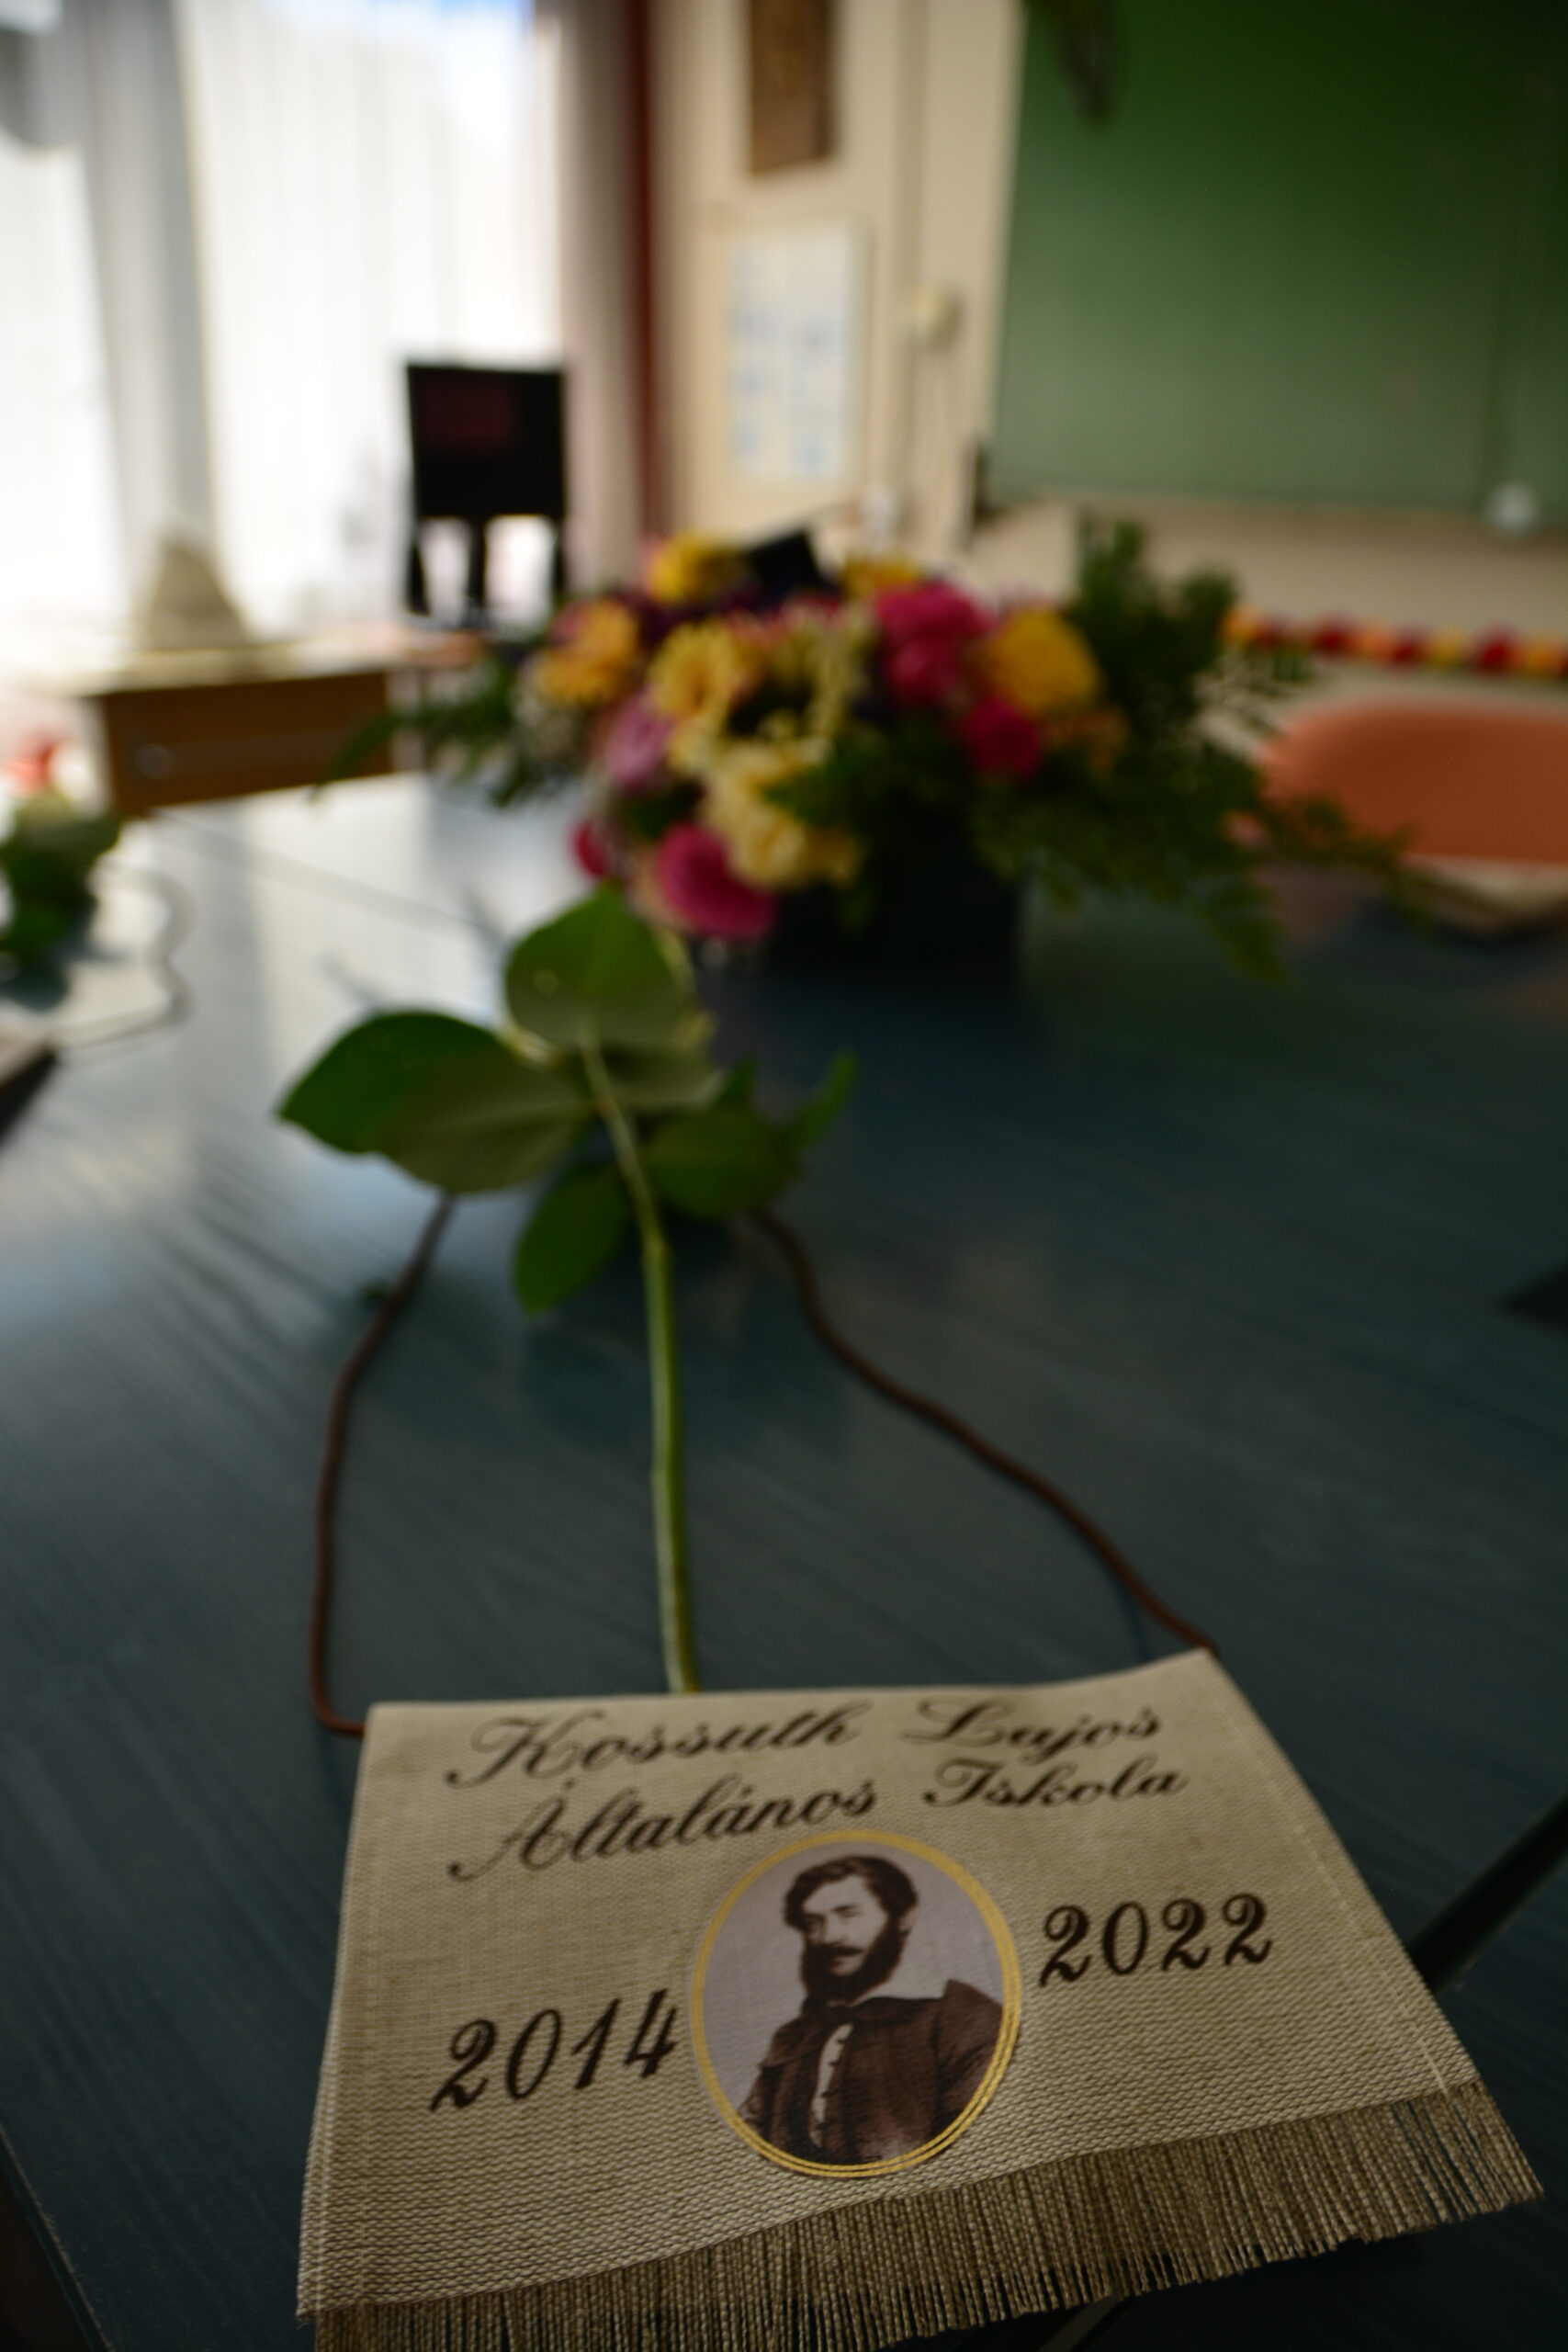 Kossuth Lajos
Általános Iskola
2014 2022